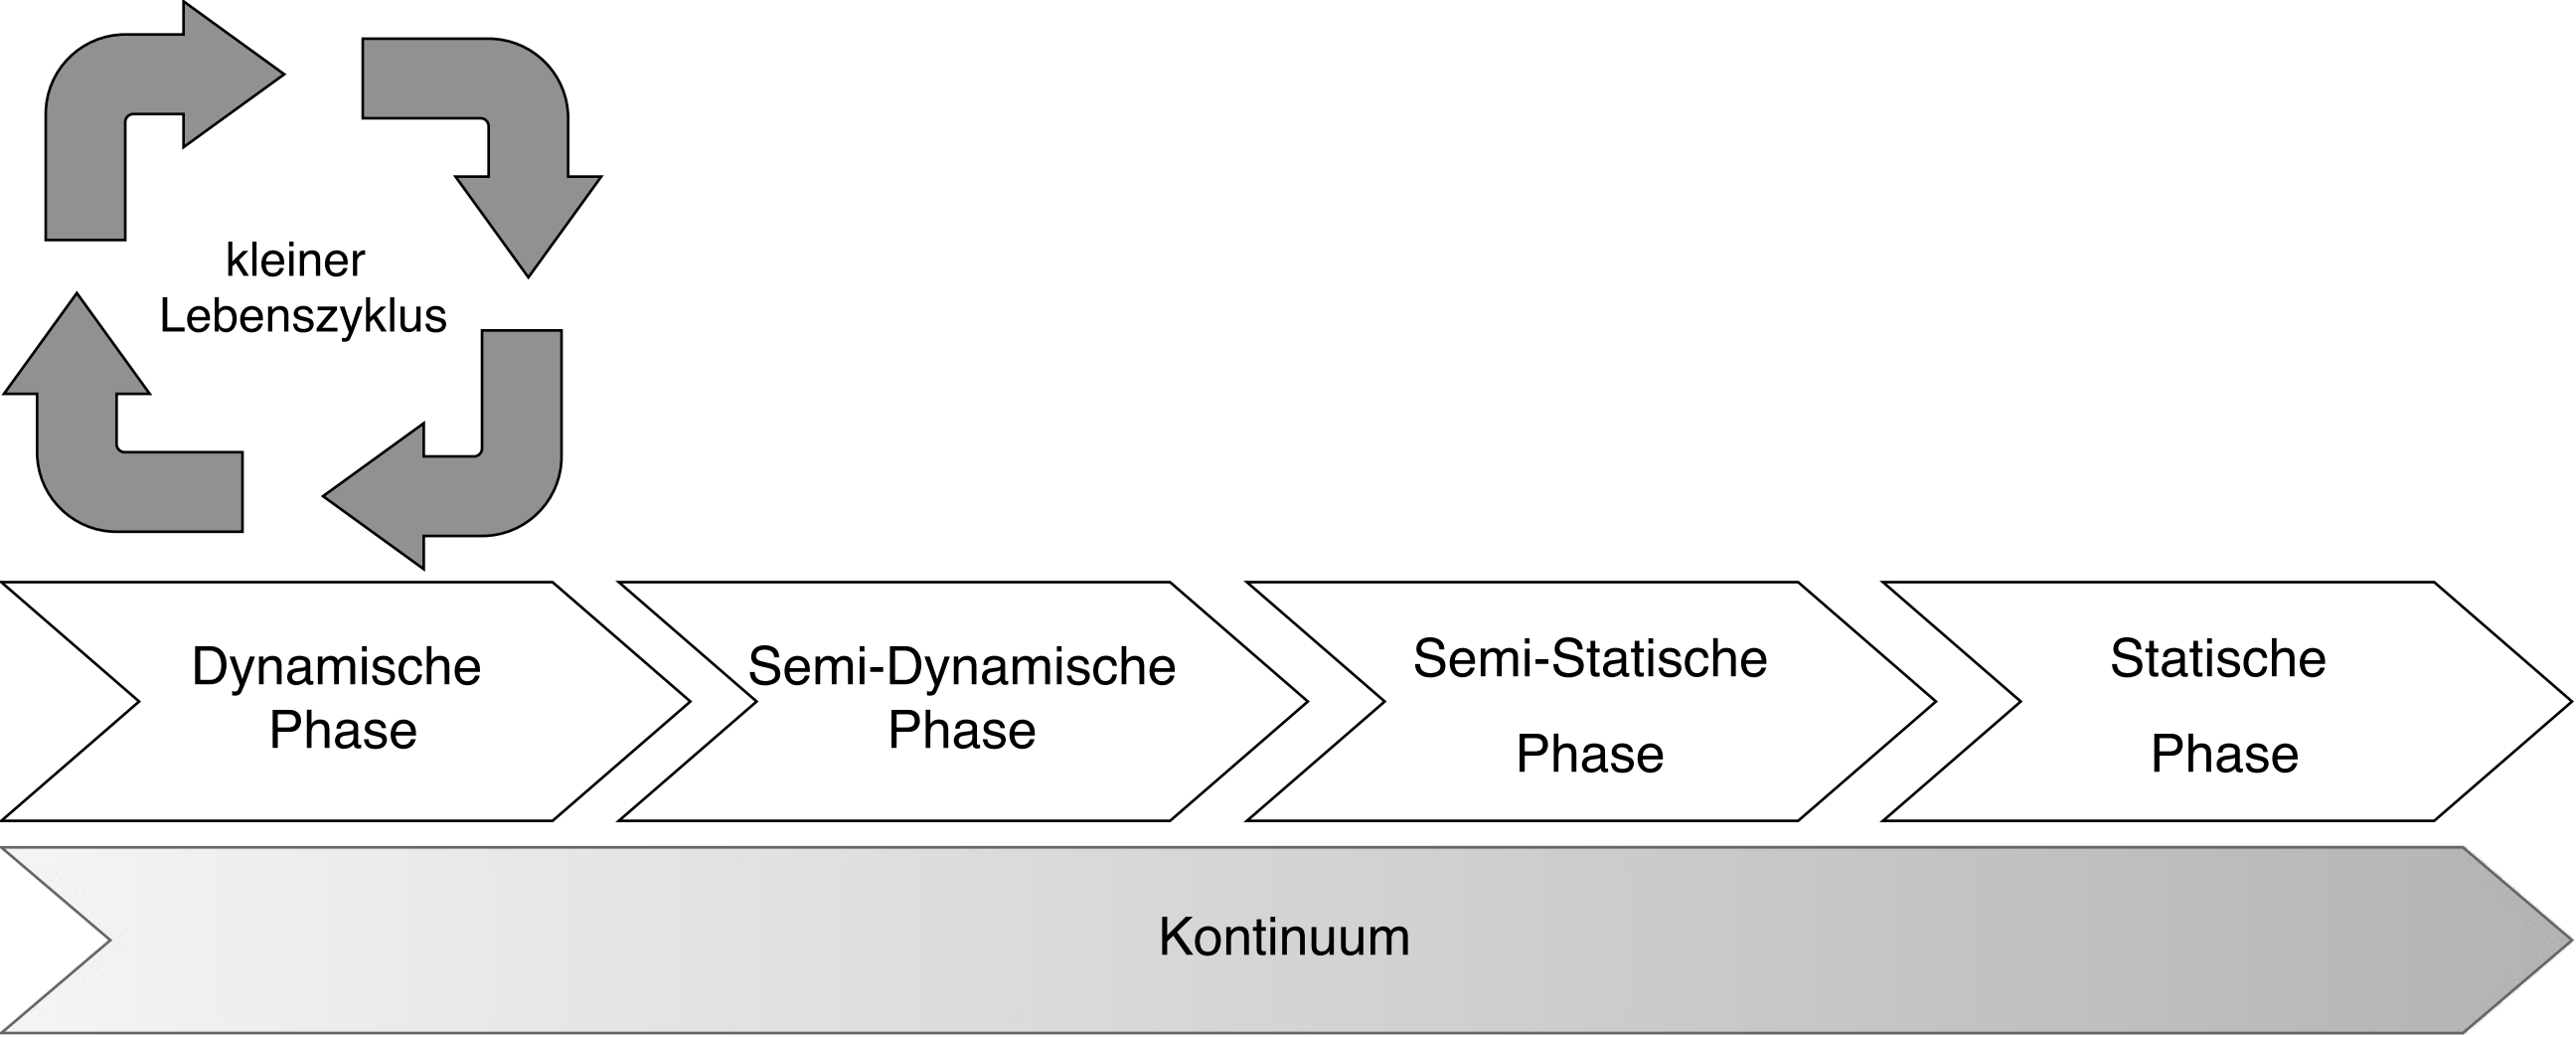 kleiner
Lebenszyklus
Dynamische
Phase
Semi-Dynamische
Phase
Semi-Statische
Phase
Statische
Phase
Kontinuum